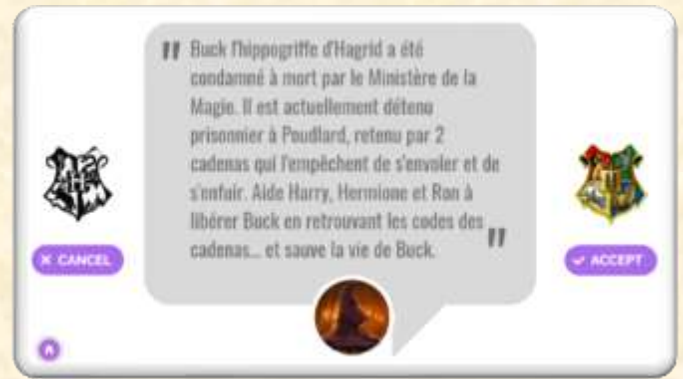 " Buck l'hippogriffe d'Hagrid a été
condamné à mort par le Ministère de la
Magie. Il est actuellement détenu
prisonnier à Poudlard, retenu par 2
cadenas qui l'empêchent de s'envoler et de
s'enfuir. Aide Harry, Hermione et Ron à
libérer Buck en retrouvant les codes des
cadenas... et sauve la vie de Buck. "
× CANCEL
✓ ACCEPT